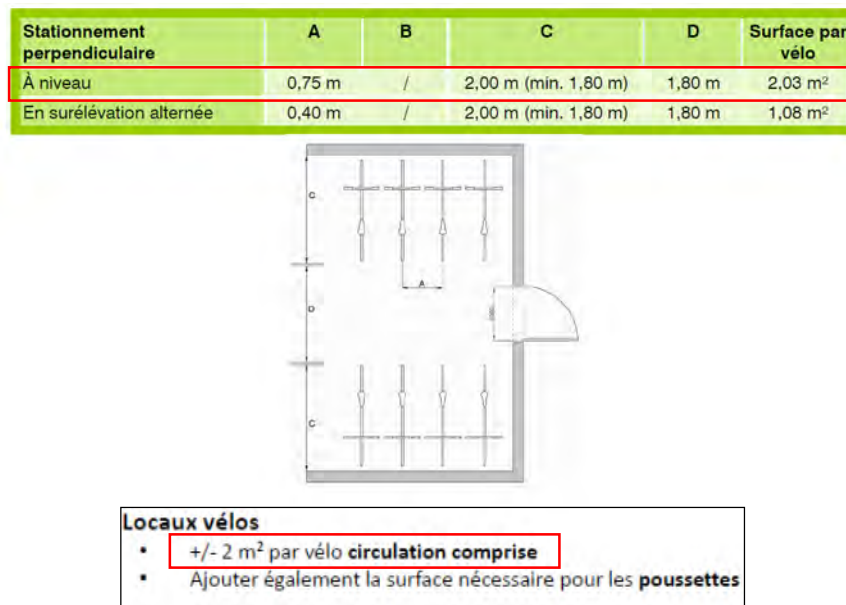 Stationnement perpendiculaire A B C D Surface par vélo
À niveau 0,75 m / 2,00 m (min. 1,80 m) 1,80 m 2,03 m²
En surélévation alternée 0,40 m / 2,00 m (min. 1,80 m) 1,80 m 1,08 m²
C
A
D
C
Locaux vélos
• +/- 2 m² par vélo circulation comprise
• Ajouter également la surface nécessaire pour les poussettes